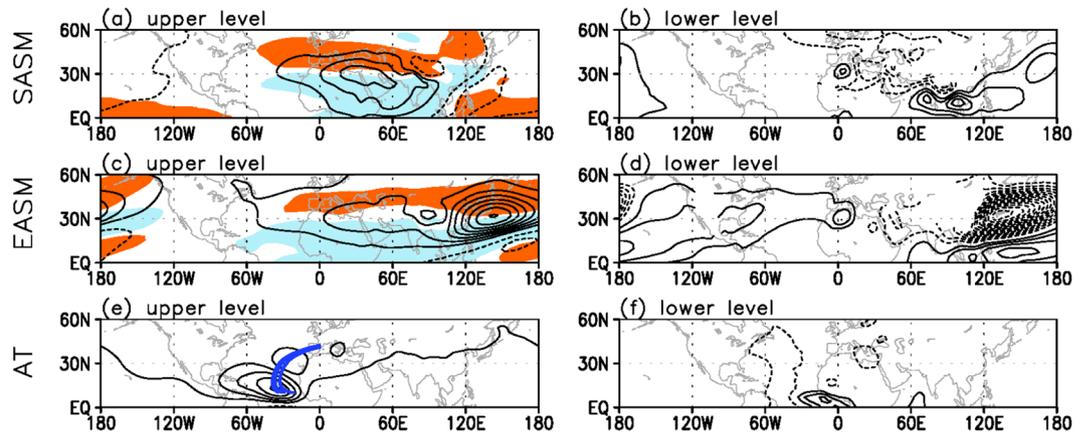 (a) upper level
(b) lower level
SASM
60N
30N
EQ
180 120W 60W 0 60E 120E 180
60N
30N
EQ
180 120W 60W 0 60E 120E 180
(c) upper level
(d) lower level
EASM
60N
30N
EQ
180 120W 60W 0 60E 120E 180
60N
30N
EQ
180 120W 60W 0 60E 120E 180
(e) upper level
(f) lower level
AT
60N
30N
EQ
180 120W 60W 0 60E 120E 180
60N
30N
EQ
180 120W 60W 0 60E 120E 180